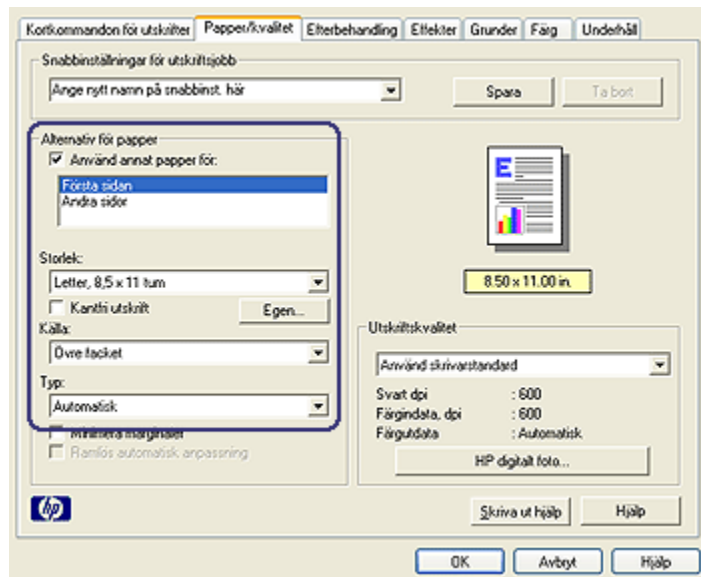 Kortkommandon för utskrifter Papper/kvalitet Efterbehandling Effekter Grunder Färg Underhåll
Snabbinställningar för utskriftsjobb
Ange nytt namn på snabbinst. här
Spara Ta bort
Alternativ för papper
Använd annat papper för:
Första sidan
Andra sidor
Storlek:
Letter, 8,5 x 11 tum
Kantfri utskrift Egen...
Källa:
Övre facket
Typ:
Automatisk
Minimera marginaler
Ramlös automatisk anpassning
E
8.50 x 11.00 in.
Utskriftskvalitet
Använd skrivarstandard
Svart dpi : 600
Färgindata, dpi : 600
Färgutdata : Automatisk
HP digitalt foto...
hp
Skriva ut hjälp Hjälp
OK Avbryt Hjälp